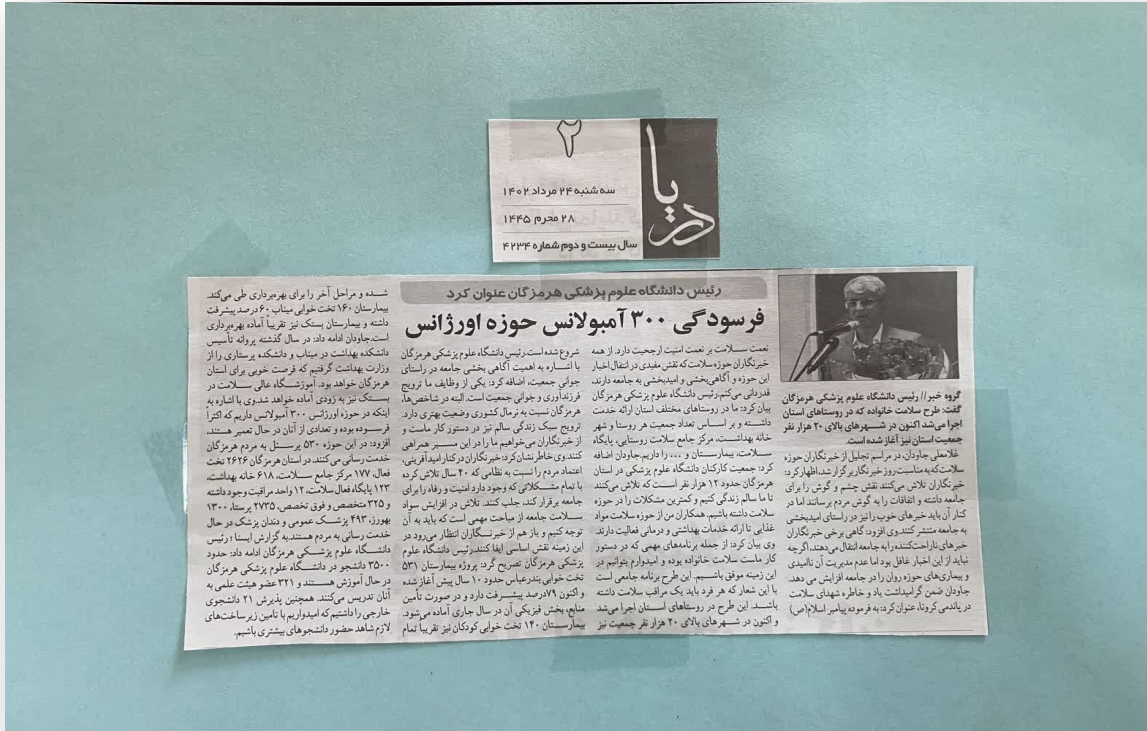 دریا
۲
سه شنبه ۲۴ مرداد ۱۴۰۲
۲۸ محرم ۱۴۴۵
سال بیست و دوم شماره ۴۲۳۴
رئیس دانشگاه علوم پزشکی هرمزگان عنوان کرد
فرسودگی ۳۰۰ آمبولانس حوزه اورژانس
گروه خبر// رئیس دانشگاه علوم پزشکی هرمزگان
گفت: طرح سلامت خانواده که در روستاهای استان
اجرا می‌شد اکنون در شهرهای بالای ۲۰ هزار نفر
جمعیت استان نیز آغاز شده است.
غلامعلی جاودان، در مراسم تجلیل از خبرنگاران حوزه
سلامت‌که به مناسبت روز خبرنگار برگزار شد، اظهار کرد:
خبرنگاران تلاش می‌کنند نقش چشم و گوش را برای
جامعه داشته و اتفاقات را به گوش مردم برسانند اما در
کنار آن باید خبرهای خوب را نیز در راستای امیدبخشی
به جامعه منتشر کنند.وی افزود: گاهی برخی خبرنگاران
خبرهای ناراحت‌کننده را به جامعه انتقال می‌دهند، اگرچه
نباید از این اخبار غافل بود اما عدم مدیریت آن ناامیدی
و بیماری‌های حوزه روان را در جامعه افزایش می دهد.
جاودان ضمن گرامیداشت یاد و خاطره شهدای سلامت
در پاندمی کرونا، عنوان کرد: به فرموده پیامبر اسلام(ص)
نعمت سلامت بر نعمت امنیت ارجحیت دارد. از همه
خبرنگاران حوزه سلامت که نقش مفیدی در انتقال اخبار
این حوزه و آگاهی‌بخشی و امیدبخشی به جامعه دارند،
قدردانی می‌کنم.رئیس دانشگاه علوم پزشکی هرمزگان
بیان کرد: ما در روستاهای مختلف استان ارائه خدمت
داشته و بر اساس تعداد جمعیت هر روستا و شهر
خانه بهداشت، مرکز جامع سلامت روستایی، پایگاه
سلامت، بیمارستان و ... را داریم.جاودان اضافه
کرد: جمعیت کارکنان دانشگاه علوم پزشکی در استان
هرمزگان حدود ۱۲ هزار نفر است که تلاش می‌کنند
تا ما سالم زندگی کنیم و کمترین مشکلات را در حوزه
سلامت داشته باشیم. همکاران من از حوزه سلامت مواد
غذایی تا ارائه خدمات بهداشتی و درمانی فعالیت دارند.
وی بیان کرد: از جمله برنامه‌های مهمی که در دستور
کار ماست سلامت خانواده بوده و امیدوارم بتوانیم در
این زمینه موفق باشیم. این طرح برنامه جامعی است
با این شعار که هر فرد باید یک مراقب سلامت داشته
باشد. این طرح در روستاهای استان اجرا می‌شد
و اکنون در شهرهای بالای ۲۰ هزار نفر جمعیت نیز
شروع شده است.رئیس دانشگاه علوم پزشکی هرمزگان
با اشاره به اهمیت آگاهی بخشی جامعه در راستای
جوانی جمعیت، اضافه کرد: یکی از وظایف ما ترویج
فرزندآوری و جوانی جمعیت است. البته در شاخص‌ها،
هرمزگان نسبت به نرمال کشوری وضعیت بهتری دارد.
ترویج سبک زندگی سالم نیز در دستور کار ماست و
از خبرنگاران می‌خواهیم ما را در این مسیر همراهی
کنند.وی خاطرنشان کرد: خبرنگاران در کنار امیدآفرینی،
اعتماد مردم را نسبت به نظامی که ۴۰ سال تلاش کرده
با تمام مشکلاتی که وجود دارد امنیت و رفاه را برای
جامعه برقرار کند، جلب کنند. تلاش در افزایش سواد
سلامت جامعه از مباحث مهمی است که باید به آن
توجه کنیم و باز هم از خبرنگاران انتظار می‌رود در
این زمینه نقش اساسی ایفا کنند.رئیس دانشگاه علوم
پزشکی هرمزگان تصریح کرد: پروژه بیمارستان ۵۳۱
تخت خوابی بندرعباس حدود ۱۰ سال پیش آغاز شده
و اکنون ۷۹درصد پیشرفت دارد و در صورت تأمین
منابع، بخش فیزیکی آن در سال جاری آماده می‌شود.
بیمارستان ۱۴۰ تخت خوابی کودکان نیز تقریبا تمام
شده و مراحل آخر را برای بهره‌برداری طی می‌کند.
بیمارستان ۱۶۰ تخت خوابی میناب ۶۰ درصد پیشرفت
داشته و بیمارستان بستک نیز تقریبا آماده بهره‌برداری
است.جاودان ادامه داد: در سال گذشته پروانه تأسیس
دانشکده بهداشت در میناب و دانشکده پرستاری را از
وزارت بهداشت گرفتیم که فرصت خوبی برای استان
هرمزگان خواهد بود. آموزشگاه عالی سلامت در
بستک نیز به زودی آماده خواهد شد.وی با اشاره به
اینکه در حوزه اورژانس ۳۰۰ آمبولانس داریم که اکثرا
فرسوده بوده و تعدادی از آنان در حال تعمیر هستند،
افزود: در این حوزه ۵۳۰ پرسنل به مردم هرمزگان
خدمت رسانی می‌کنند. در استان هرمزگان ۲۶۲۶ تخت
فعال، ۱۷۷ مرکز جامع سلامت، ۶۱۸ خانه بهداشت،
۱۲۳ پایگاه فعال سلامت، ۱۲ واحد مراقبت وجود داشته
و ۳۲۵ متخصص و فوق تخصص، ۲۷۳۵ پرستار، ۱۳۰۰
بهورز، ۴۹۳ پزشک عمومی و دندان پزشک در حال
خدمت رسانی به مردم هستند.به گزارش ایسنا ؛ رئیس
دانشگاه علوم پزشکی هرمزگان ادامه داد: حدود
۳۵۰۰ دانشجو در دانشگاه علوم پزشکی هرمزگان
در حال آموزش هستند و ۳۲۱ عضو هیئت علمی به
آنان تدریس می‌کنند. همچنین پذیرش ۲۱ دانشجوی
خارجی را داشتیم که امیدواریم با تامین زیرساخت‌های
لازم شاهد حضور دانشجوهای بیشتری باشیم.